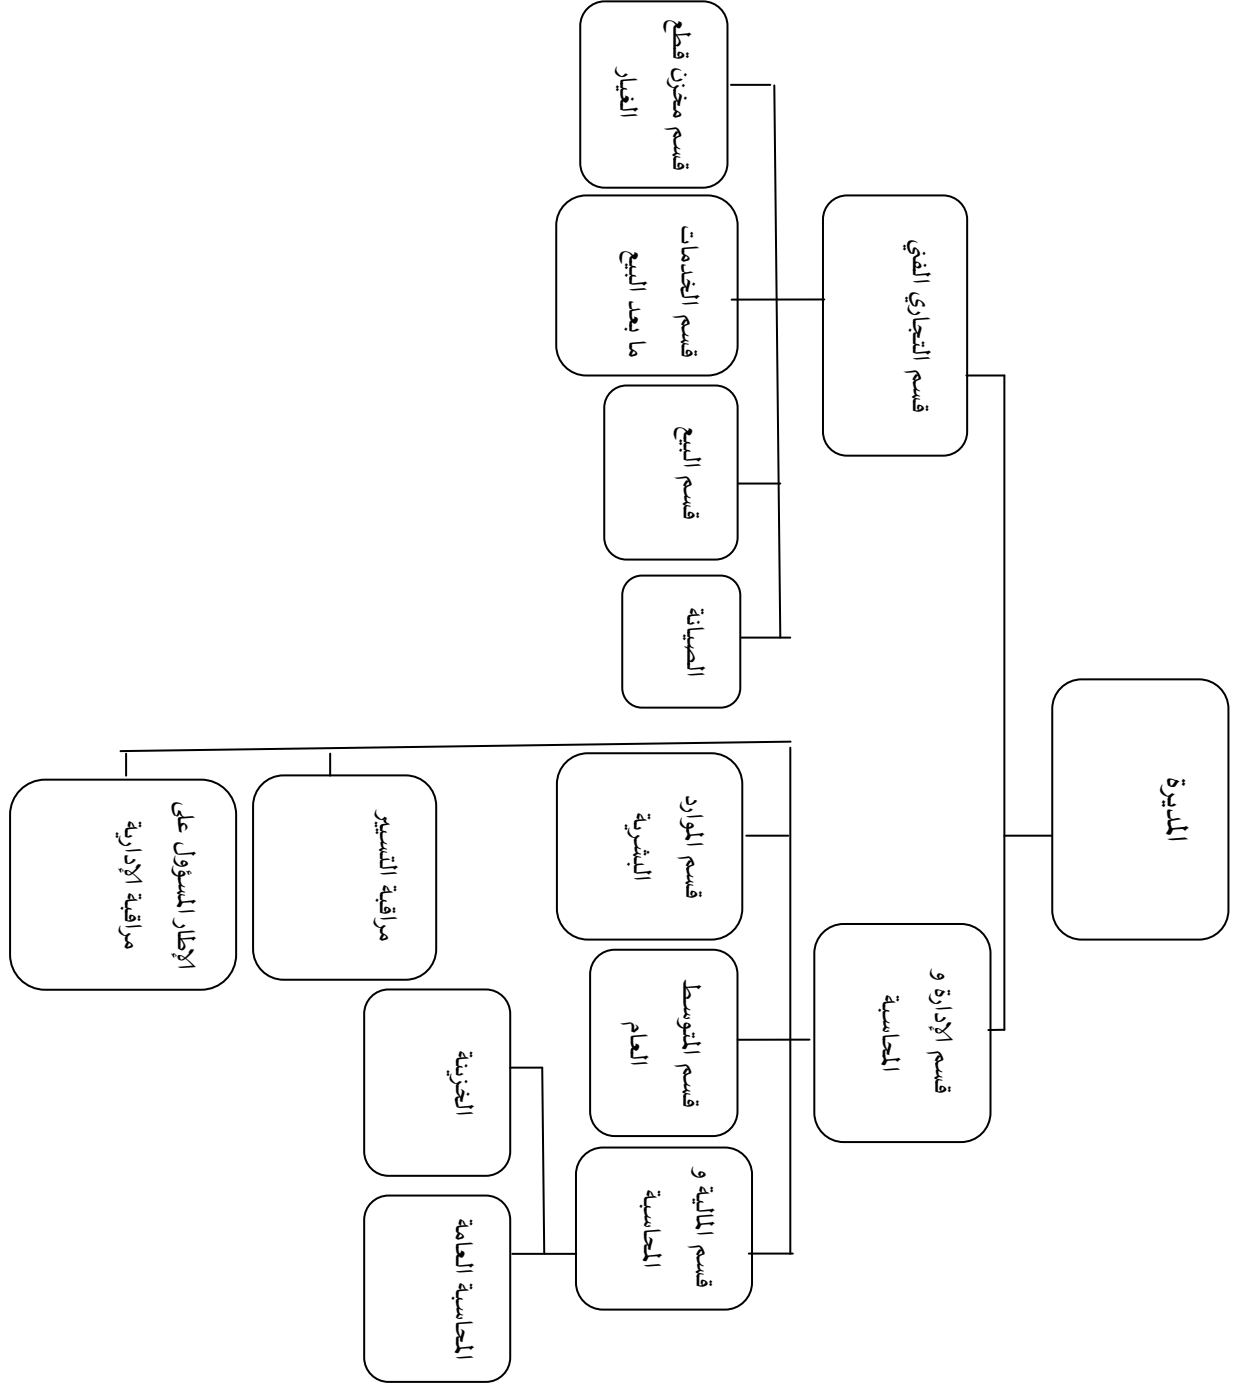 المديرة
قسم الإدارة و
المحاسبة
قسم التجاري الفني
قسم المالية و
المحاسبة
قسم المتوسط
العام
قسم الموارد
البشرية
الصيانة
قسم البيع
قسم الخدمات
ما بعد البيع
قسم مخزن قطع
الغيار
المحاسبة العامة
الخزينة
مراقبة التسيير
الإطار المسؤول على
مراقبة الإدارية